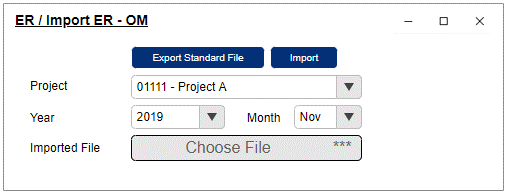 ER / Import ER - OM
Export Standard File Import
Project 01111 - Project A
Year 2019 Month Nov
Imported File Choose File ***